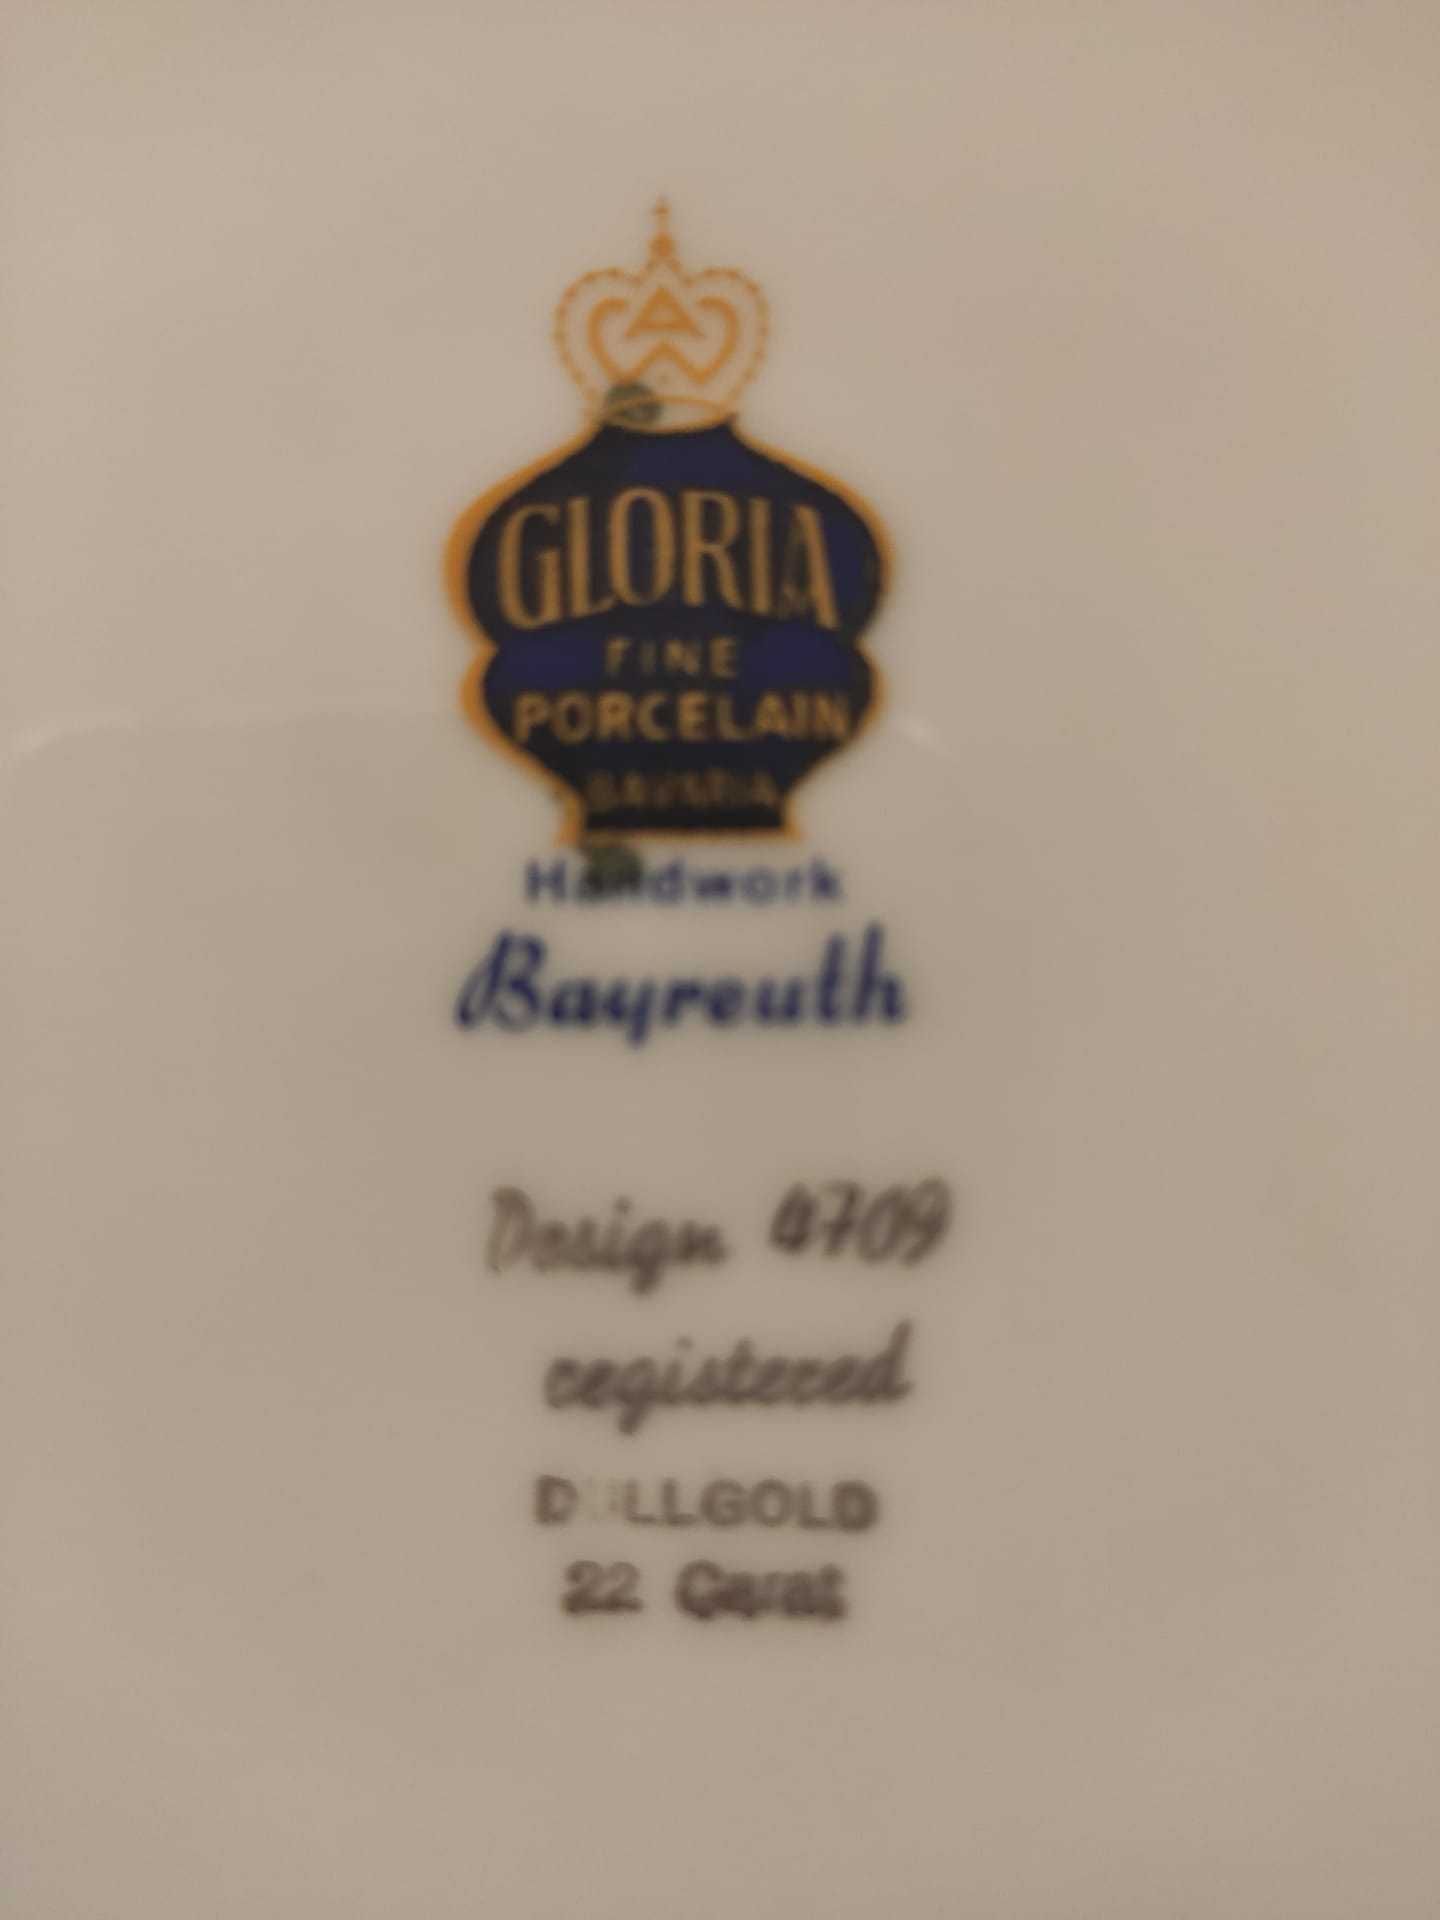 GLORIA
FINE
PORCELAIN
BAVARIA
Handwork
Bayreuth
Design 4709
registered
DULLGOLD
22 Carat